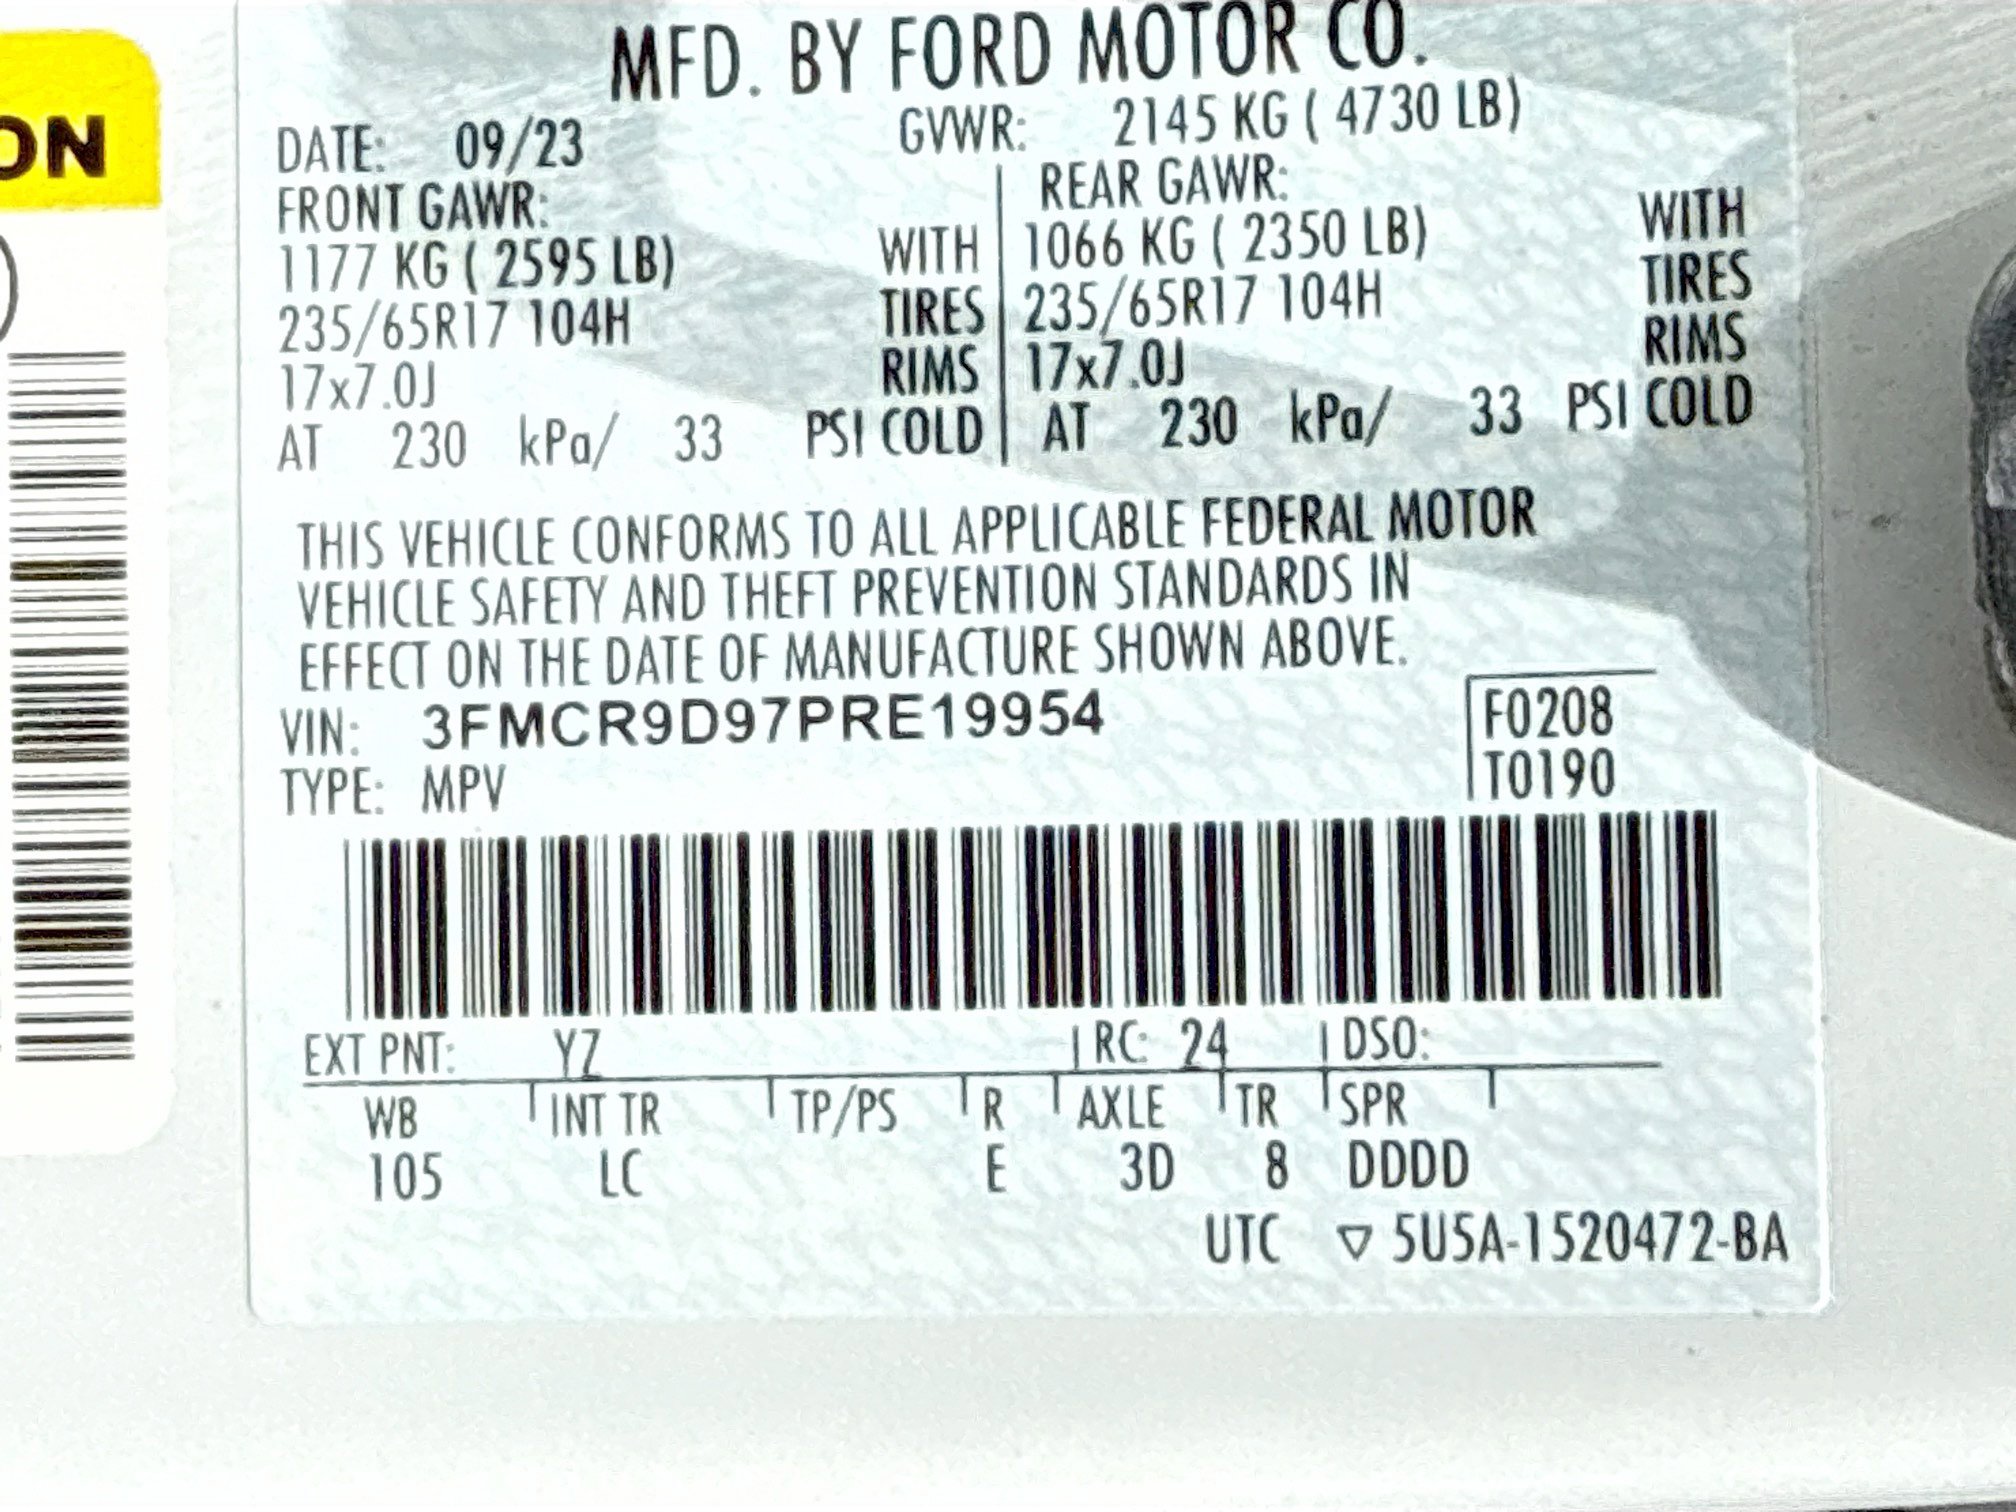 MFD. BY FORD MOTOR CO.
DATE: 09/23 GVWR: 2145 KG ( 4730 LB)
FRONT GAWR: REAR GAWR:
1177 KG ( 2595 LB) WITH 1066 KG ( 2350 LB) WITH
235/65R17 104H TIRES 235/65R17 104H TIRES
17x7.0J RIMS 17x7.0J RIMS
AT 230 kPa/ 33 PSI COLD AT 230 kPa/ 33 PSI COLD
THIS VEHICLE CONFORMS TO ALL APPLICABLE FEDERAL MOTOR
VEHICLE SAFETY AND THEFT PREVENTION STANDARDS IN
EFFECT ON THE DATE OF MANUFACTURE SHOWN ABOVE.
VIN: 3FMCR9D97PRE19954 F0208
TYPE: MPV T0190
EXT PNT: YZ RC: 24 DSO:
WB INT TR TP/PS R AXLE TR SPR
105 LC E 3D 8 DDDD
UTC ▽ 5U5A-1520472-BA
ON